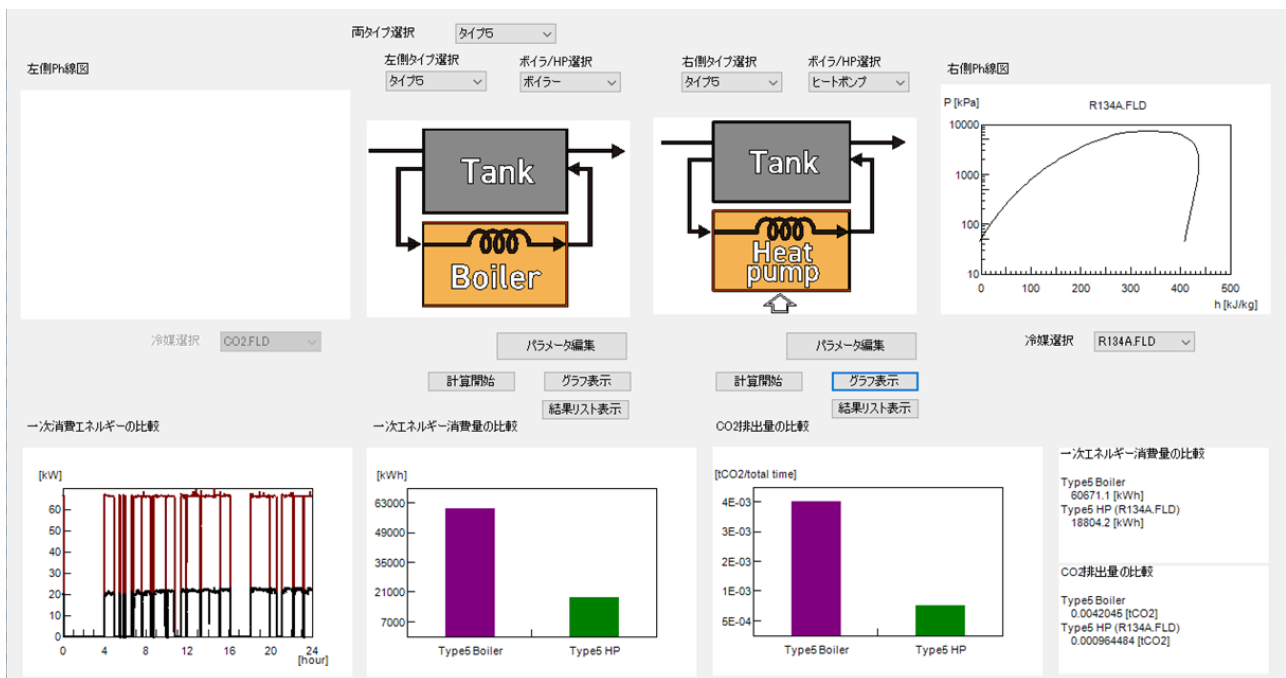 両タイプ選択 タイプ5
左側タイプ選択 ボイラ/HP選択
タイプ5 ボイラー
右側タイプ選択 ボイラ/HP選択
タイプ5 ヒートポンプ
左側Ph線図
右側Ph線図
Tank
Boiler
Tank
Heat
pump
P [kPa]
R134A.FLD
10000
1000
100
10
0 100 200 300 400 500
h [kJ/kg]
冷媒選択 CO2.FLD
パラメータ編集
計算開始 グラフ表示
結果リスト表示
パラメータ編集
計算開始 グラフ表示
結果リスト表示
冷媒選択 R134A.FLD
一次消費エネルギーの比較
[kW]
60
50
40
30
20
10
0
0 4 8 12 16 20 24
[hour]
一次エネルギー消費量の比較
[kWh]
63000
49000
35000
21000
7000
Type5 Boiler Type5 HP
CO2排出量の比較
[tCO2/total time]
4E-03
3E-03
2E-03
1E-03
6E-04
Type5 Boiler Type5 HP
一次エネルギー消費量の比較
Type5 Boiler
60671.1 [kWh]
Type5 HP (R134A.FLD)
18804.2 [kWh]
CO2排出量の比較
Type5 Boiler
0.0042045 [tCO2]
Type5 HP (R134A.FLD)
0.000964484 [tCO2]